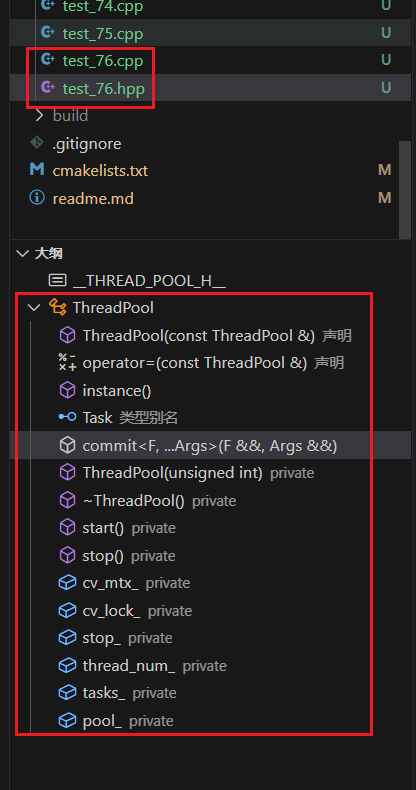 test_74.cpp U
test_75.cpp U
test_76.cpp U
test_76.hpp U
build
.gitignore
cmakelists.txt M
readme.md M
大纲
__THREAD_POOL_H__
ThreadPool
ThreadPool(const ThreadPool &) 声明
operator=(const ThreadPool &) 声明
instance()
Task 类型别名
commit<F, ...Args>(F &&, Args &&)
ThreadPool(unsigned int) private
~ThreadPool() private
start() private
stop() private
cv_mtx_ private
cv_lock_ private
stop_ private
thread_num_ private
tasks_ private
pool_ private